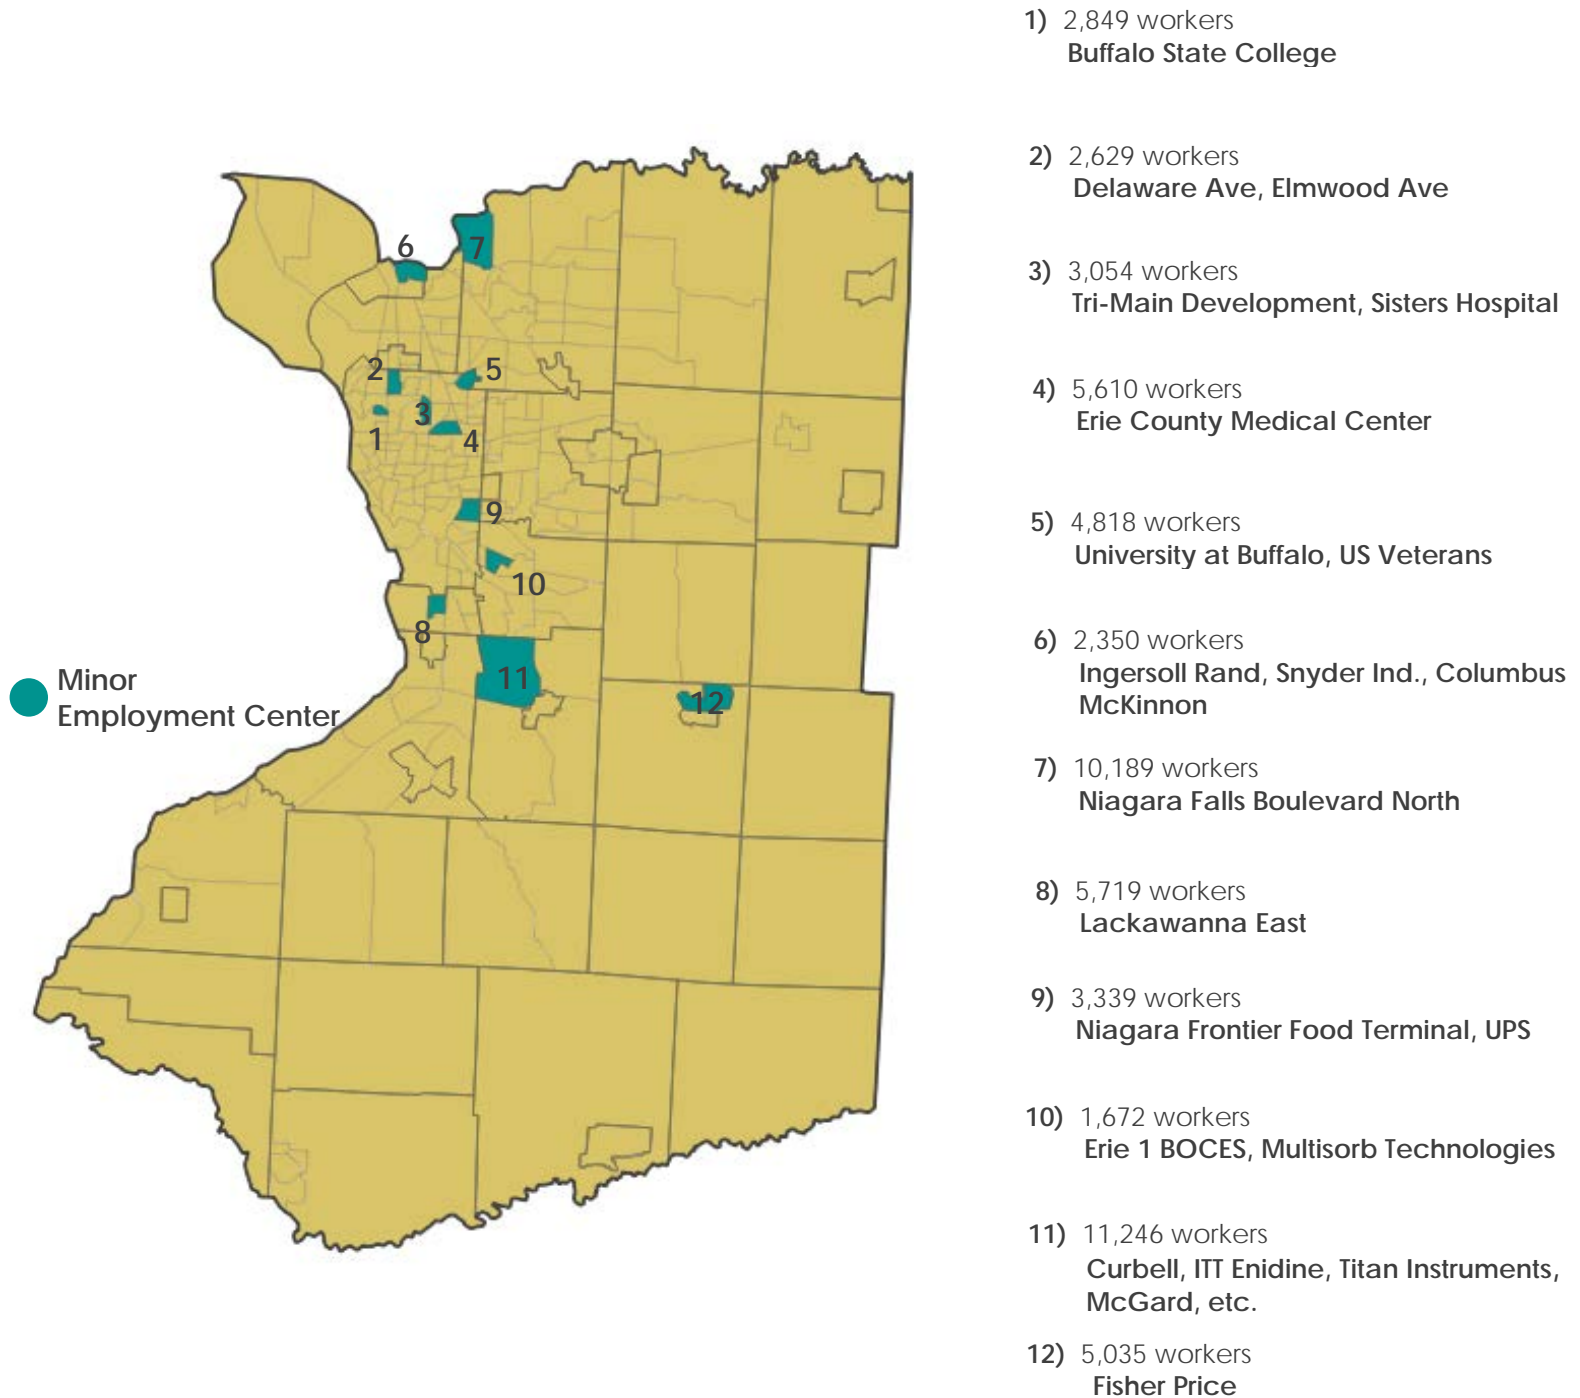 1) 2,849 workers
Buffalo State College
2) 2,629 workers
Delaware Ave, Elmwood Ave
3) 3,054 workers
Tri-Main Development, Sisters Hospital
4) 5,610 workers
Erie County Medical Center
5) 4,818 workers
University at Buffalo, US Veterans
6) 2,350 workers
Ingersoll Rand, Snyder Ind., Columbus
McKinnon
7) 10,189 workers
Niagara Falls Boulevard North
8) 5,719 workers
Lackawanna East
9) 3,339 workers
Niagara Frontier Food Terminal, UPS
10) 1,672 workers
Erie 1 BOCES, Multisorb Technologies
11) 11,246 workers
Curbell, ITT Enidine, Titan Instruments,
McGard, etc.
12) 5,035 workers
Fisher Price
6
7
2
5
3
1
4
9
10
8
11
12
Minor
Employment Center